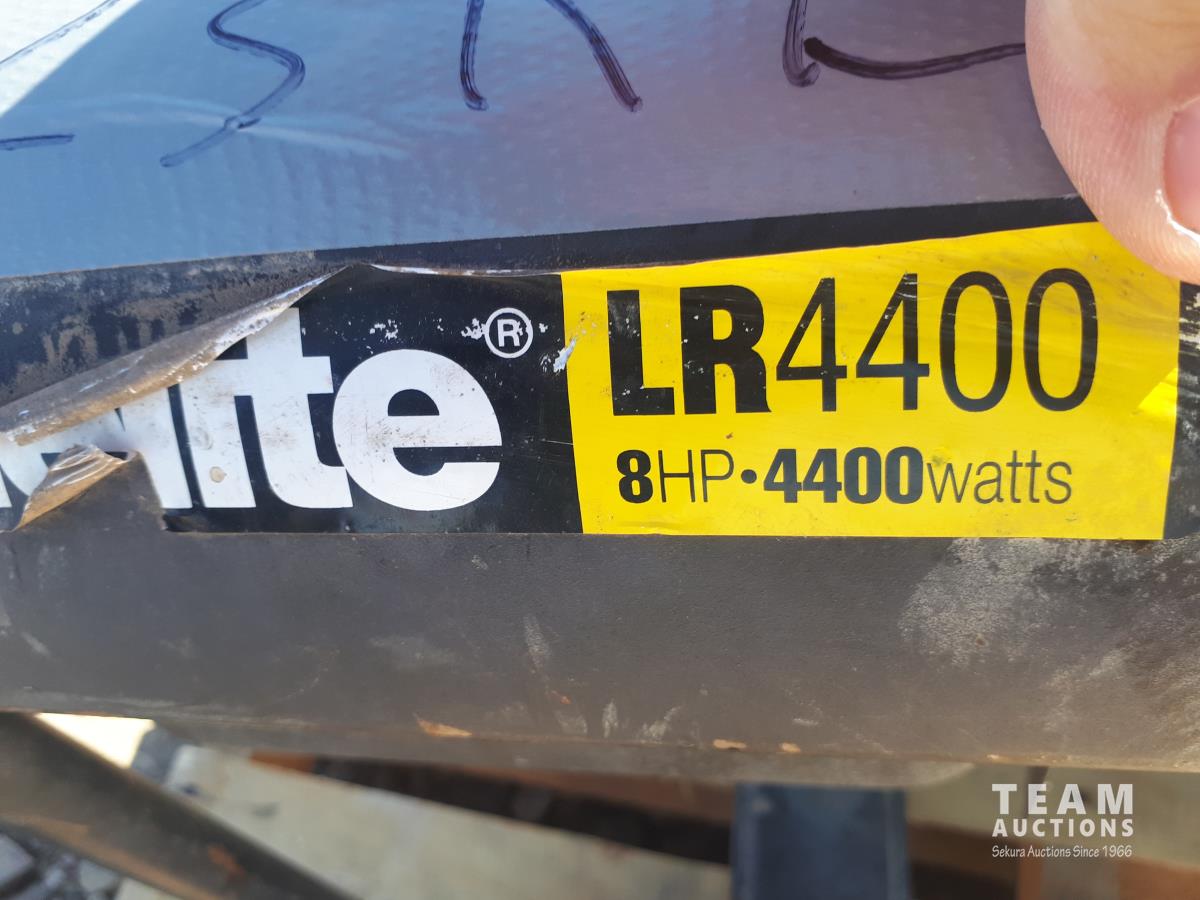 lite®
LR4400
8HP•4400watts
TEAM
AUCTIONS
Sekura Auctions Since 1966